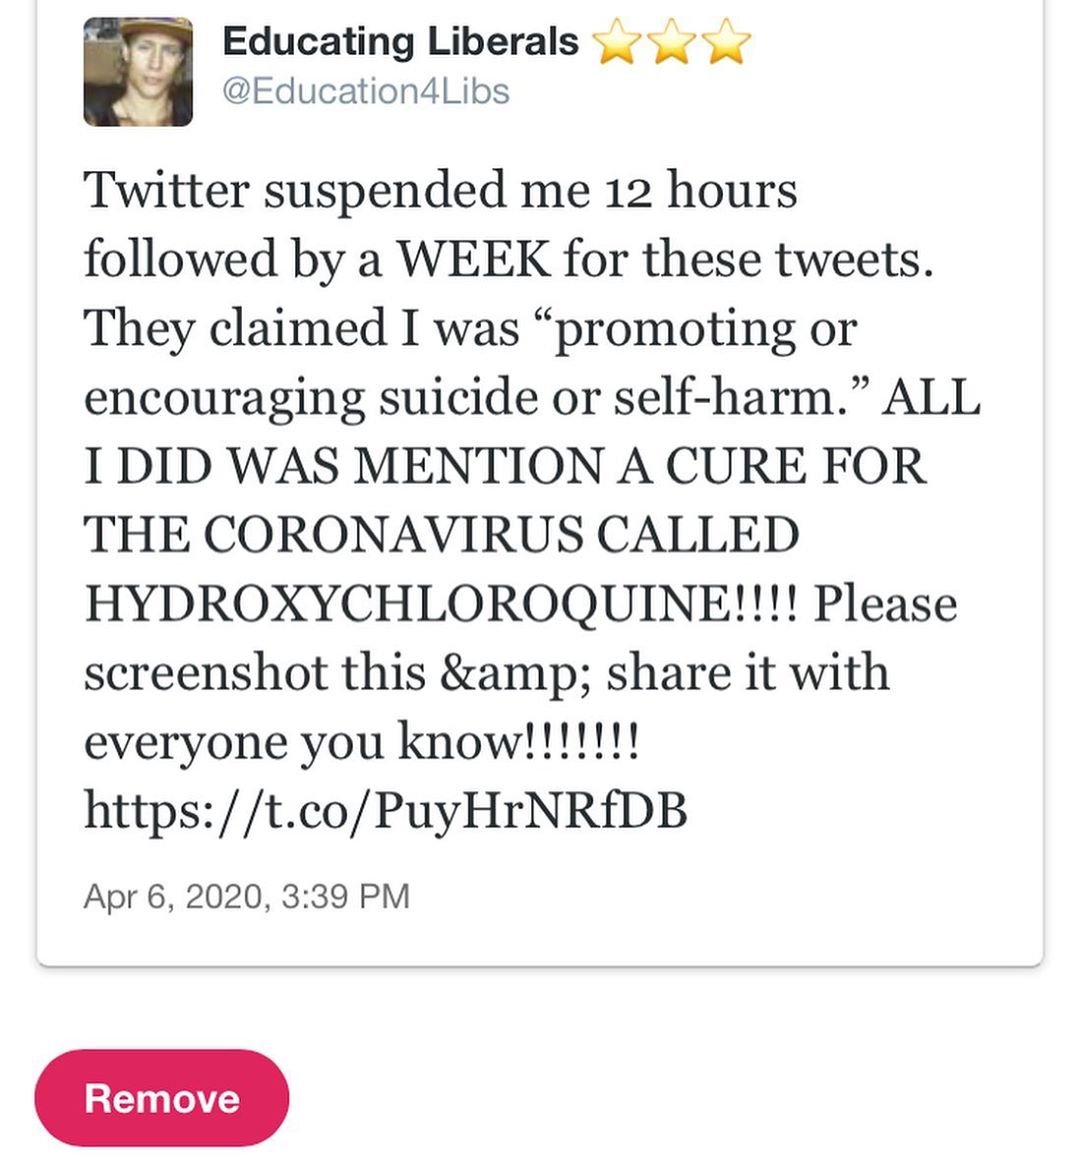 Educating Liberals ⭐⭐⭐
@Education4Libs
Twitter suspended me 12 hours
followed by a WEEK for these tweets.
They claimed I was “promoting or
encouraging suicide or self-harm.” ALL
I DID WAS MENTION A CURE FOR
THE CORONAVIRUS CALLED
HYDROXYCHLOROQUINE!!!! Please
screenshot this &amp; share it with
everyone you know!!!!!!!
https://t.co/PuyHrNRfDB
Apr 6, 2020, 3:39 PM
Remove